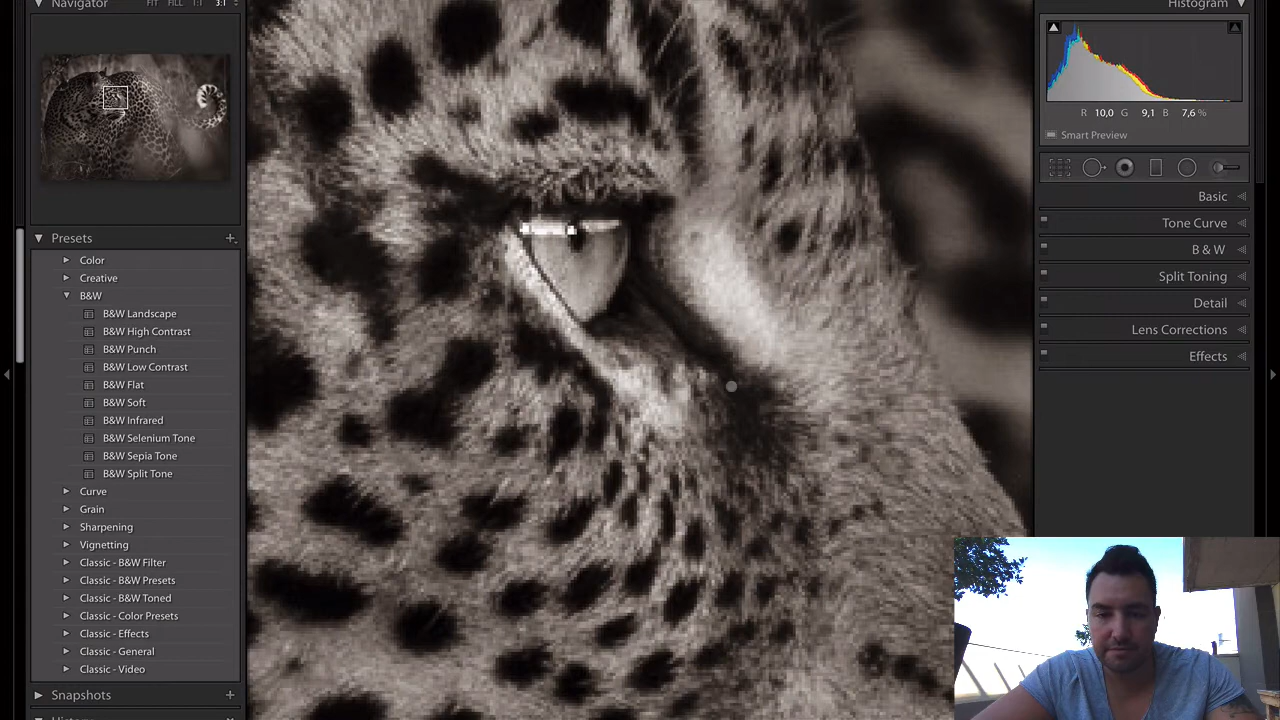 Navigator FIT FILL 1:1 3:1
Histogram
R 10,0 G 9,1 B 7,6 %
Smart Preview
Basic
Tone Curve
B & W
Split Toning
Detail
Lens Corrections
Effects
Presets +
Color
Creative
B&W
B&W Landscape
B&W High Contrast
B&W Punch
B&W Low Contrast
B&W Flat
B&W Soft
B&W Infrared
B&W Selenium Tone
B&W Sepia Tone
B&W Split Tone
Curve
Grain
Sharpening
Vignetting
Classic - B&W Filter
Classic - B&W Presets
Classic - B&W Toned
Classic - Color Presets
Classic - Effects
Classic - General
Classic - Video
Snapshots +